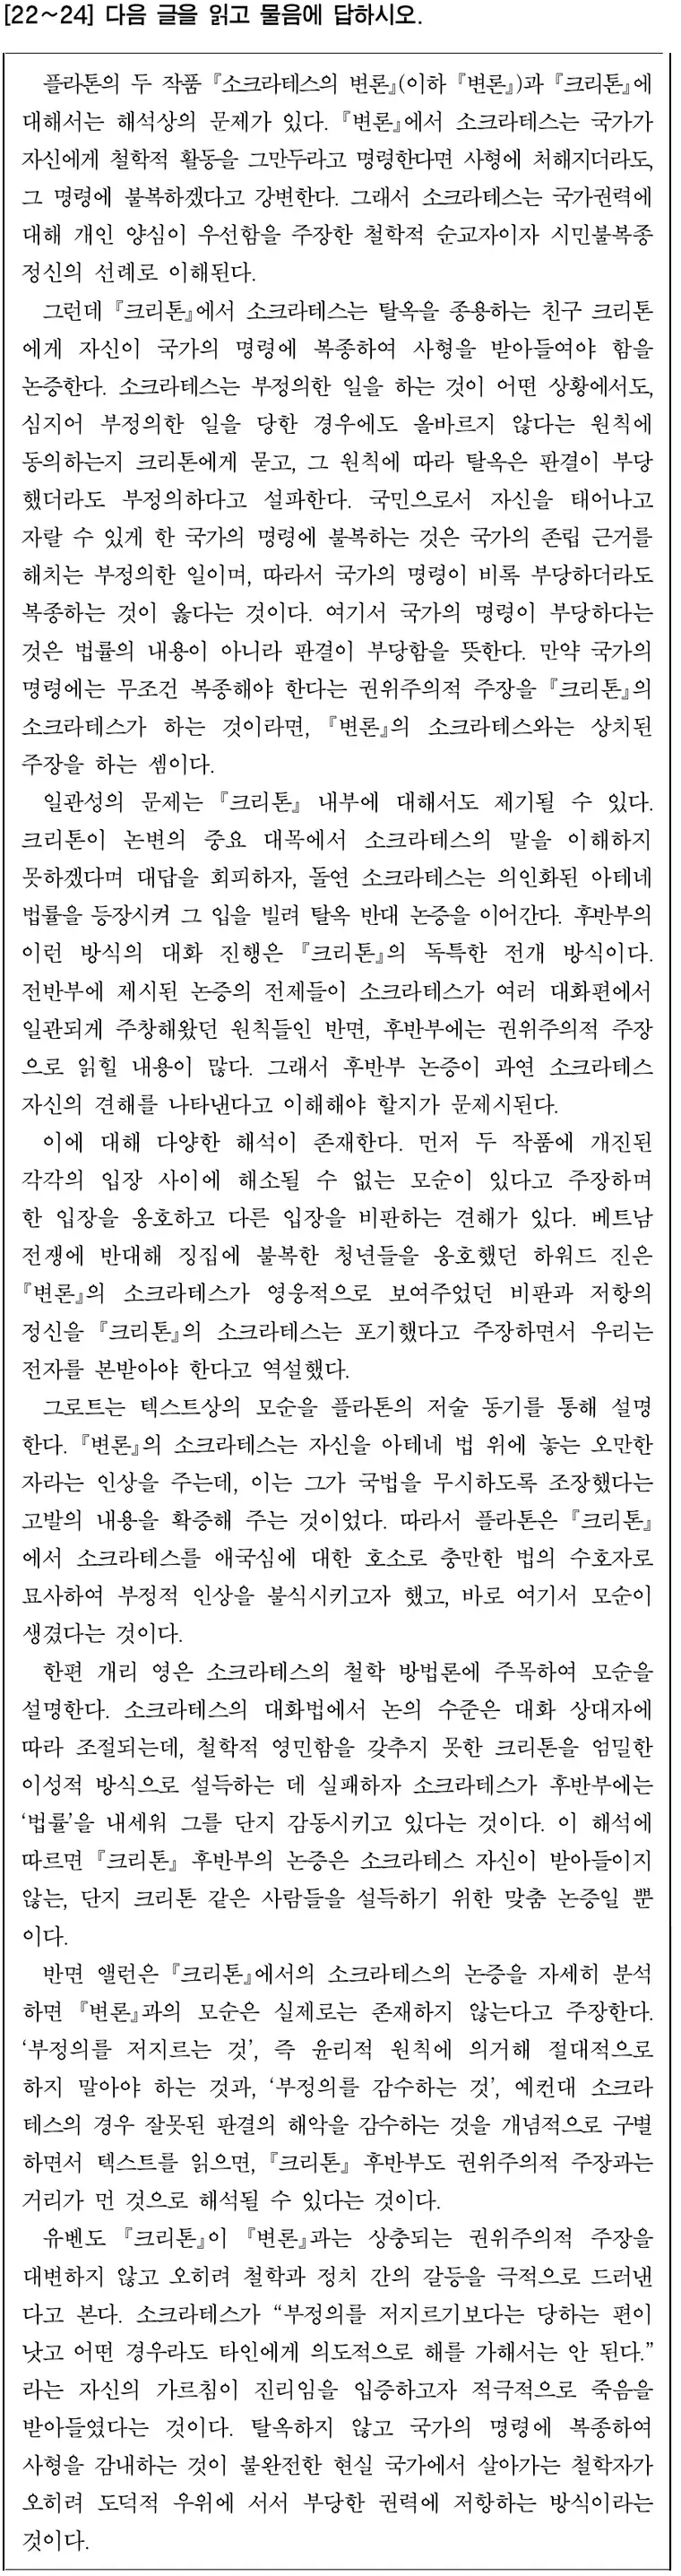 [22～24] 다음 글을 읽고 물음에 답하시오.
플라톤의 두 작품 『소크라테스의 변론』(이하 『변론』)과 『크리톤』에
대해서는 해석상의 문제가 있다. 『변론』에서 소크라테스는 국가가
자신에게 철학적 활동을 그만두라고 명령한다면 사형에 처해지더라도,
그 명령에 불복하겠다고 강변한다. 그래서 소크라테스는 국가권력에
대해 개인 양심이 우선함을 주장한 철학적 순교자이자 시민불복종
정신의 선례로 이해된다.
그런데 『크리톤』에서 소크라테스는 탈옥을 종용하는 친구 크리톤
에게 자신이 국가의 명령에 복종하여 사형을 받아들여야 함을
논증한다. 소크라테스는 부정의한 일을 하는 것이 어떤 상황에서도,
심지어 부정의한 일을 당한 경우에도 올바르지 않다는 원칙에
동의하는지 크리톤에게 묻고, 그 원칙에 따라 탈옥은 판결이 부당
했더라도 부정의하다고 설파한다. 국민으로서 자신을 태어나고
자랄 수 있게 한 국가의 명령에 불복하는 것은 국가의 존립 근거를
해치는 부정의한 일이며, 따라서 국가의 명령이 비록 부당하더라도
복종하는 것이 옳다는 것이다. 여기서 국가의 명령이 부당하다는
것은 법률의 내용이 아니라 판결이 부당함을 뜻한다. 만약 국가의
명령에는 무조건 복종해야 한다는 권위주의적 주장을 『크리톤』의
소크라테스가 하는 것이라면, 『변론』의 소크라테스와는 상치된
주장을 하는 셈이다.
일관성의 문제는 『크리톤』 내부에 대해서도 제기될 수 있다.
크리톤이 논변의 중요 대목에서 소크라테스의 말을 이해하지
못하겠다며 대답을 회피하자, 돌연 소크라테스는 의인화된 아테네
법률을 등장시켜 그 입을 빌려 탈옥 반대 논증을 이어간다. 후반부의
이런 방식의 대화 진행은 『크리톤』의 독특한 전개 방식이다.
전반부에 제시된 논증의 전제들이 소크라테스가 여러 대화편에서
일관되게 주창해왔던 원칙들인 반면, 후반부에는 권위주의적 주장
으로 읽힐 내용이 많다. 그래서 후반부 논증이 과연 소크라테스
자신의 견해를 나타낸다고 이해해야 할지가 문제시된다.
이에 대해 다양한 해석이 존재한다. 먼저 두 작품에 개진된
각각의 입장 사이에 해소될 수 없는 모순이 있다고 주장하며
한 입장을 옹호하고 다른 입장을 비판하는 견해가 있다. 베트남
전쟁에 반대해 징집에 불복한 청년들을 옹호했던 하워드 진은
『변론』의 소크라테스가 영웅적으로 보여주었던 비판과 저항의
정신을 『크리톤』의 소크라테스는 포기했다고 주장하면서 우리는
전자를 본받아야 한다고 역설했다.
그로트는 텍스트상의 모순을 플라톤의 저술 동기를 통해 설명
한다. 『변론』의 소크라테스는 자신을 아테네 법 위에 놓는 오만한
자라는 인상을 주는데, 이는 그가 국법을 무시하도록 조장했다는
고발의 내용을 확증해 주는 것이었다. 따라서 플라톤은 『크리톤』
에서 소크라테스를 애국심에 대한 호소로 충만한 법의 수호자로
묘사하여 부정적 인상을 불식시키고자 했고, 바로 여기서 모순이
생겼다는 것이다.
한편 개리 영은 소크라테스의 철학 방법론에 주목하여 모순을
설명한다. 소크라테스의 대화법에서 논의 수준은 대화 상대자에
따라 조절되는데, 철학적 영민함을 갖추지 못한 크리톤을 엄밀한
이성적 방식으로 설득하는 데 실패하자 소크라테스가 후반부에는
‘법률’을 내세워 그를 단지 감동시키고 있다는 것이다. 이 해석에
따르면 『크리톤』 후반부의 논증은 소크라테스 자신이 받아들이지
않는, 단지 크리톤 같은 사람들을 설득하기 위한 맞춤 논증일 뿐
이다.
반면 앨런은 『크리톤』에서의 소크라테스의 논증을 자세히 분석
하면 『변론』과의 모순은 실제로는 존재하지 않는다고 주장한다.
‘부정의를 저지르는 것’, 즉 윤리적 원칙에 의거해 절대적으로
하지 말아야 하는 것과, ‘부정의를 감수하는 것’, 예컨대 소크라
테스의 경우 잘못된 판결의 해악을 감수하는 것을 개념적으로 구별
하면서 텍스트를 읽으면, 『크리톤』 후반부도 권위주의적 주장과는
거리가 먼 것으로 해석될 수 있다는 것이다.
유벤도 『크리톤』이 『변론』과는 상충되는 권위주의적 주장을
대변하지 않고 오히려 철학과 정치 간의 갈등을 극적으로 드러낸
다고 본다. 소크라테스가 “부정의를 저지르기보다는 당하는 편이
낫고 어떤 경우라도 타인에게 의도적으로 해를 가해서는 안 된다.”
라는 자신의 가르침이 진리임을 입증하고자 적극적으로 죽음을
받아들였다는 것이다. 탈옥하지 않고 국가의 명령에 복종하여
사형을 감내하는 것이 불완전한 현실 국가에서 살아가는 철학자가
오히려 도덕적 우위에 서서 부당한 권력에 저항하는 방식이라는
것이다.